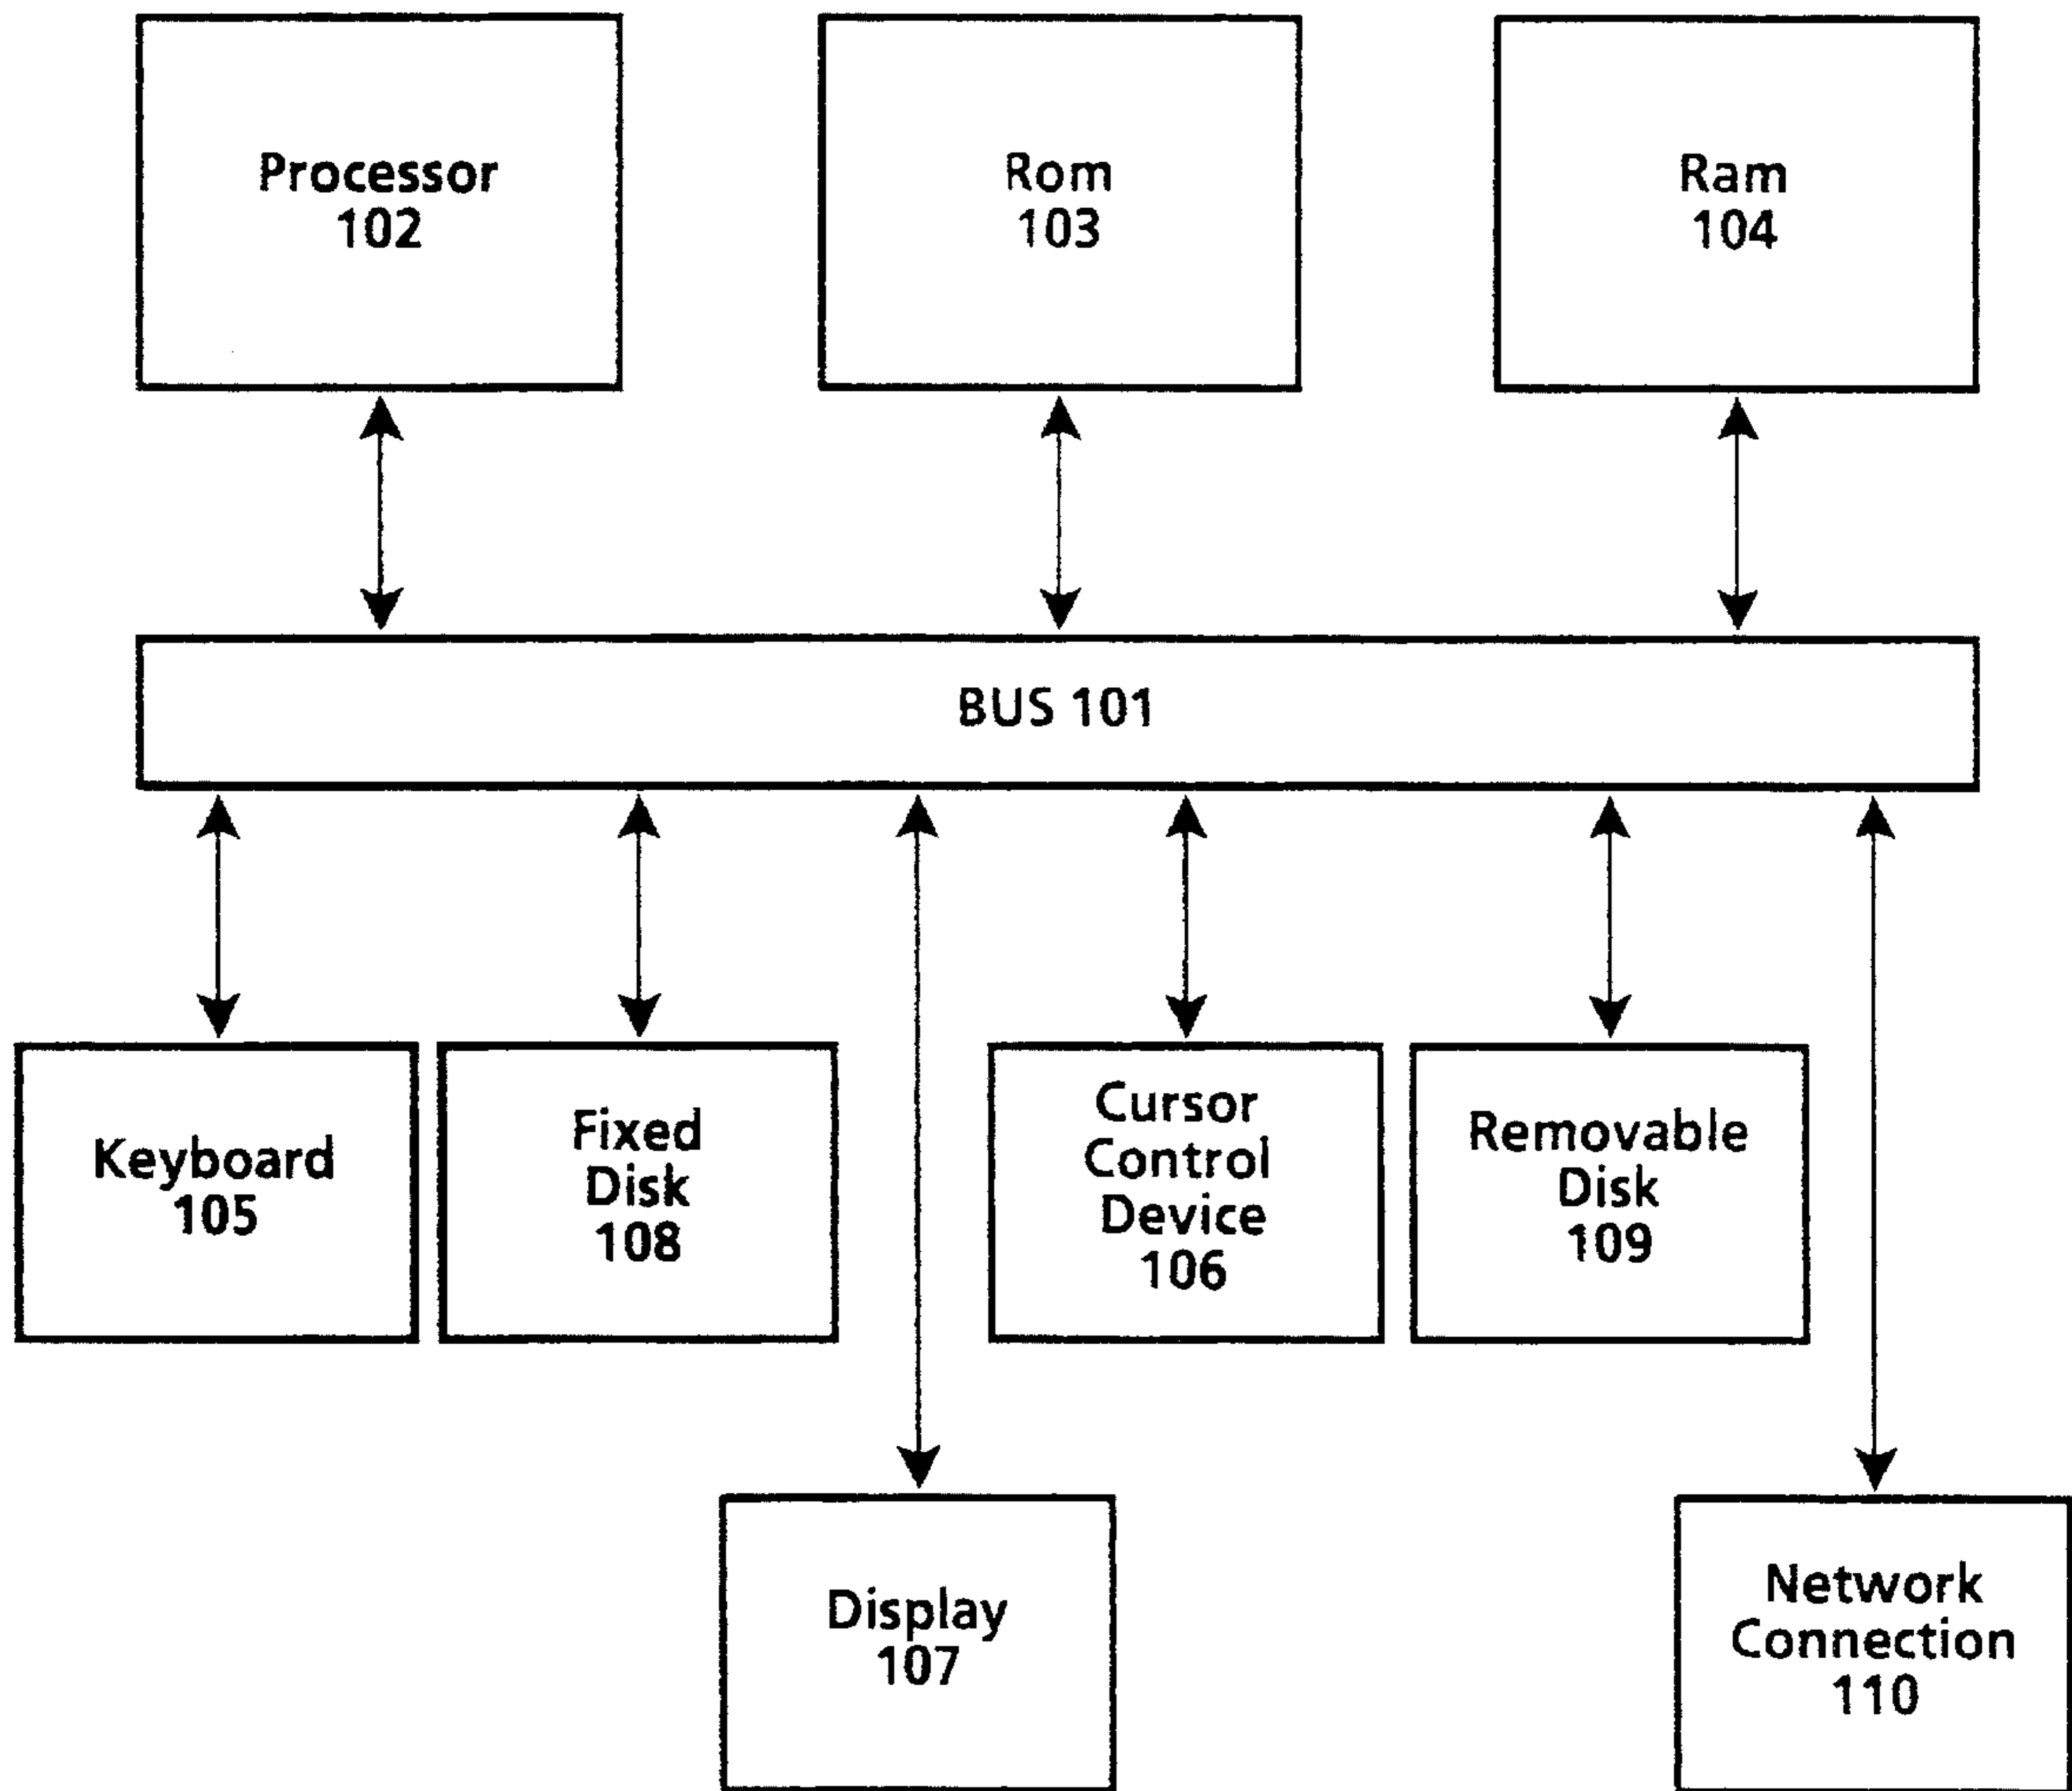 Processor
102
Rom
103
Ram
104
BUS 101
Keyboard
105
Fixed
Disk
108
Cursor
Control
Device
106
Removable
Disk
109
Display
107
Network
Connection
110